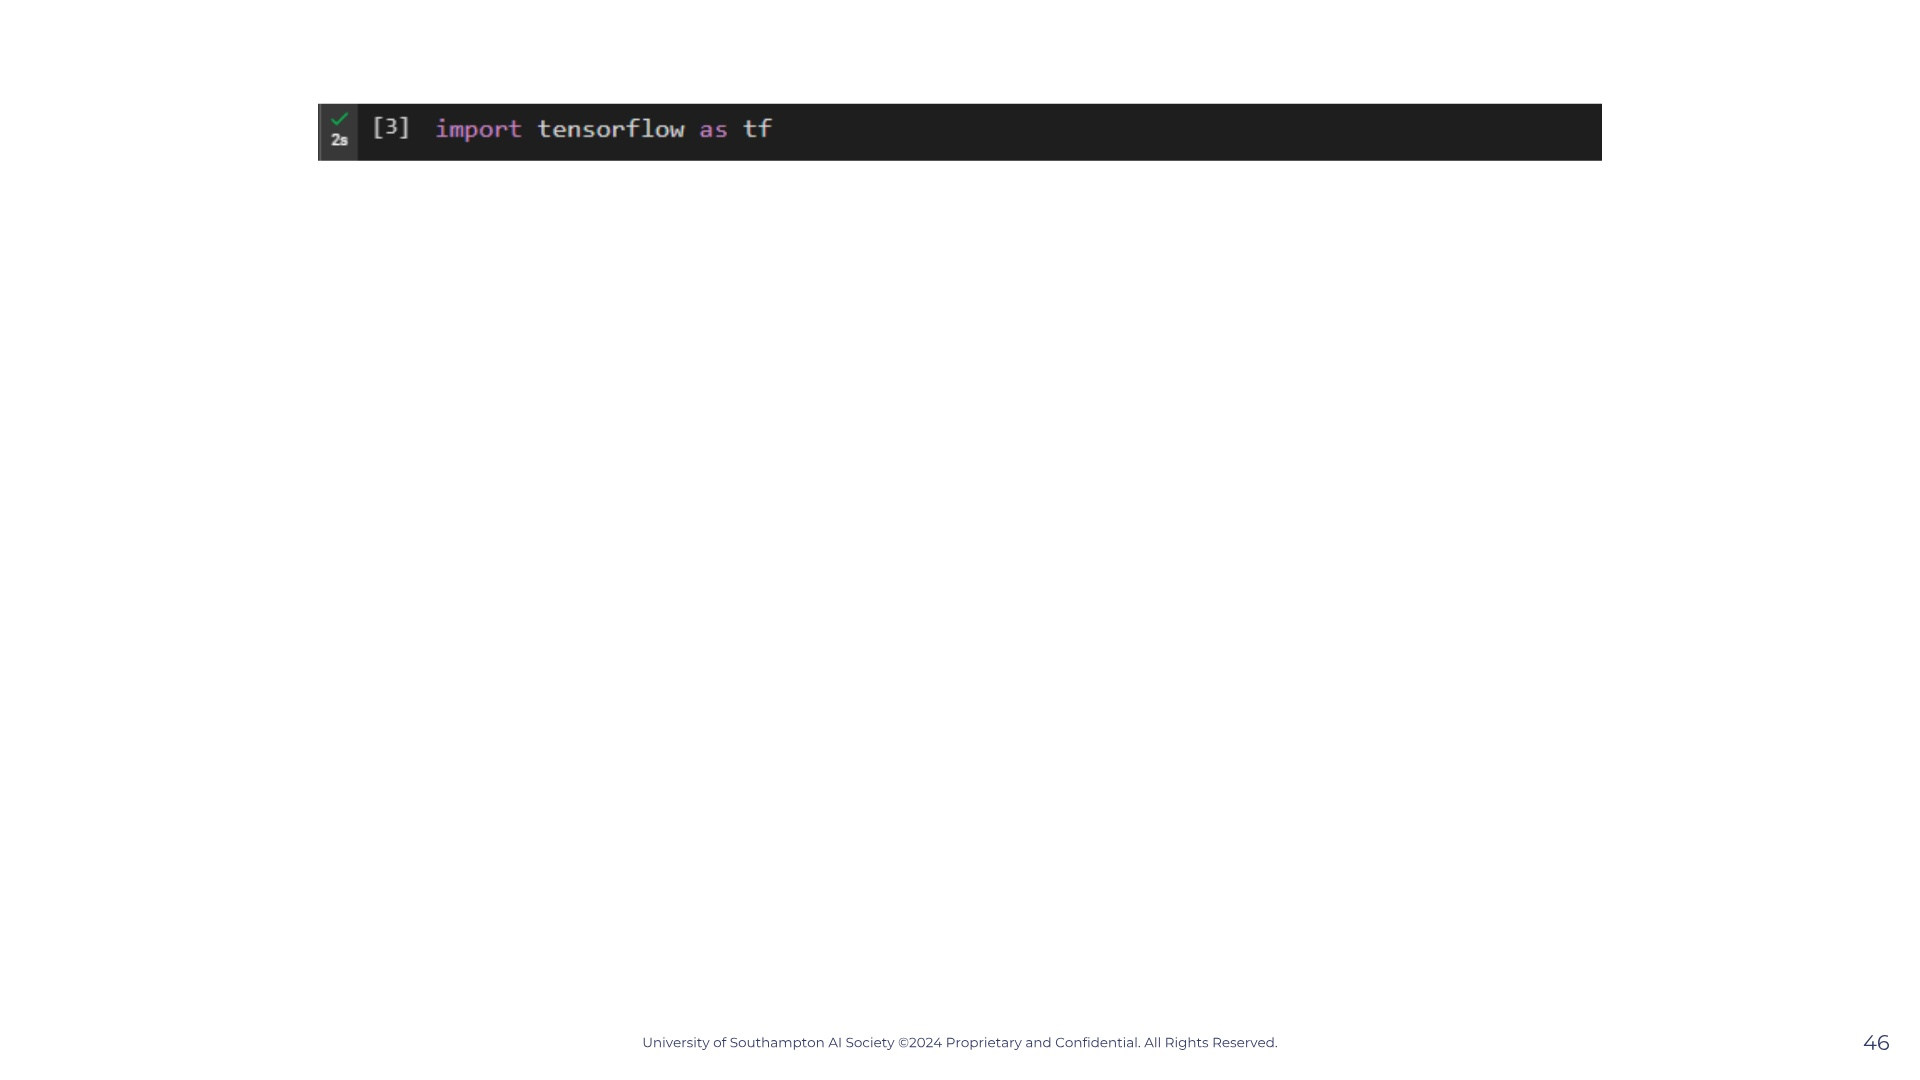 [3] import tensorflow as tf
2s
University of Southampton AI Society ©2024 Proprietary and Confidential. All Rights Reserved.
46